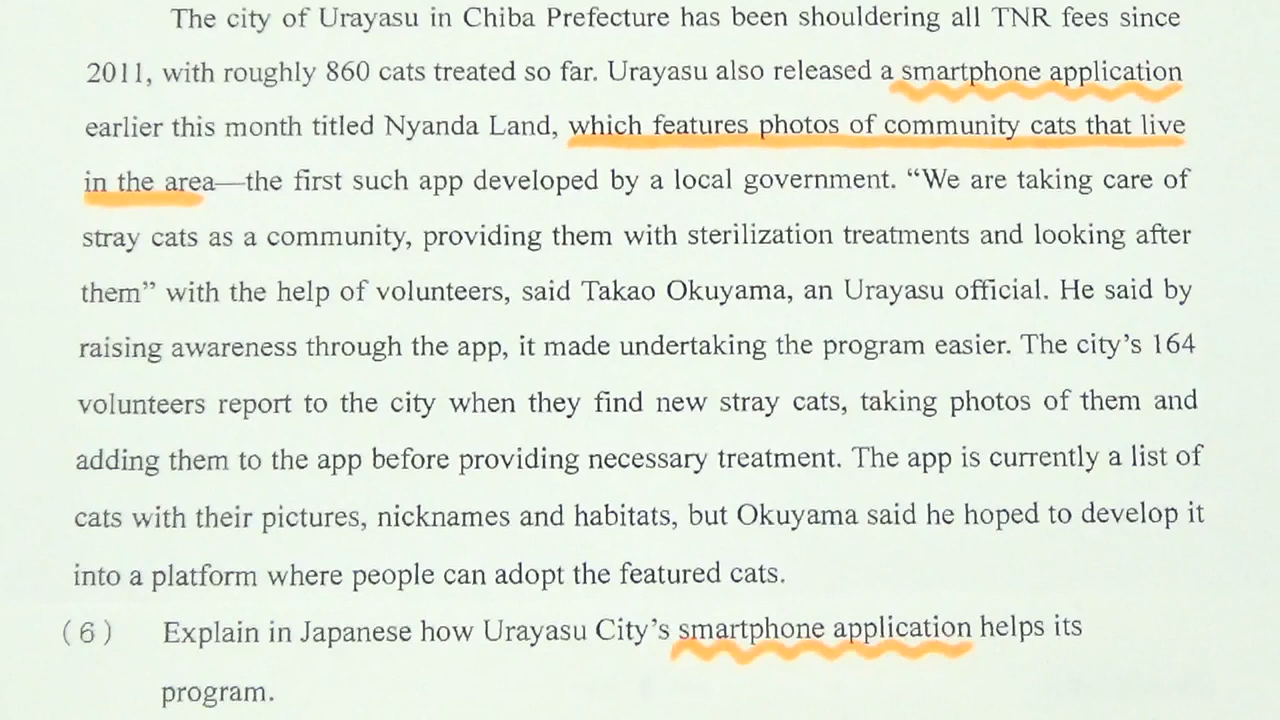 The city of Urayasu in Chiba Prefecture has been shouldering all TNR fees since
2011, with roughly 860 cats treated so far. Urayasu also released a smartphone application
earlier this month titled Nyanda Land, which features photos of community cats that live
in the area—the first such app developed by a local government. “We are taking care of
stray cats as a community, providing them with sterilization treatments and looking after
them” with the help of volunteers, said Takao Okuyama, an Urayasu official. He said by
raising awareness through the app, it made undertaking the program easier. The city’s 164
volunteers report to the city when they find new stray cats, taking photos of them and
adding them to the app before providing necessary treatment. The app is currently a list of
cats with their pictures, nicknames and habitats, but Okuyama said he hoped to develop it
into a platform where people can adopt the featured cats.
(6) Explain in Japanese how Urayasu City’s smartphone application helps its
program.